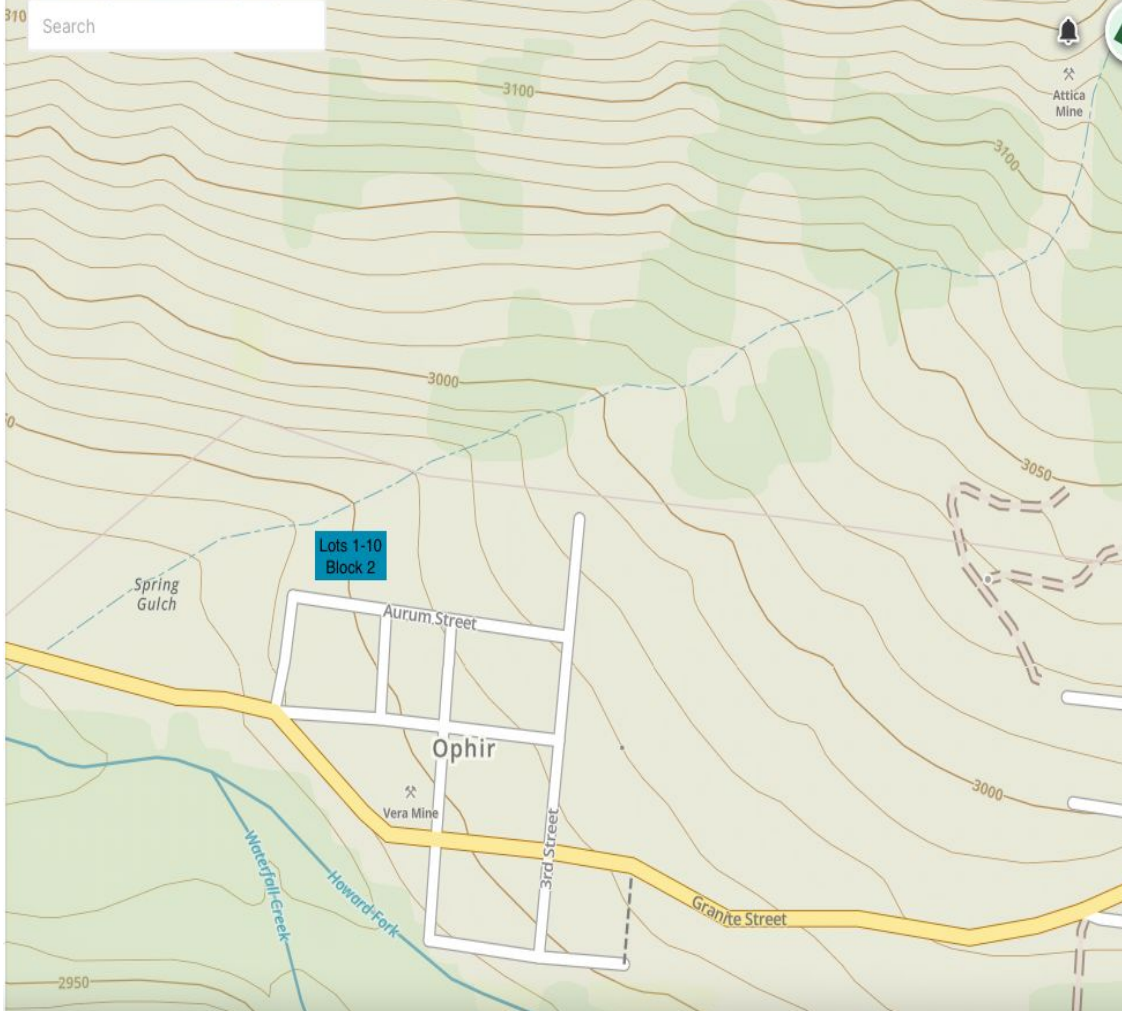 310
Search
3100
Attica
Mine
3100
3000
3050
Lots 1-10
Block 2
Spring
Gulch
Aurum Street
Ophir
3000
Vera Mine
3rd Street
Waterfall Creek
Howard Fork
Granite Street
2950